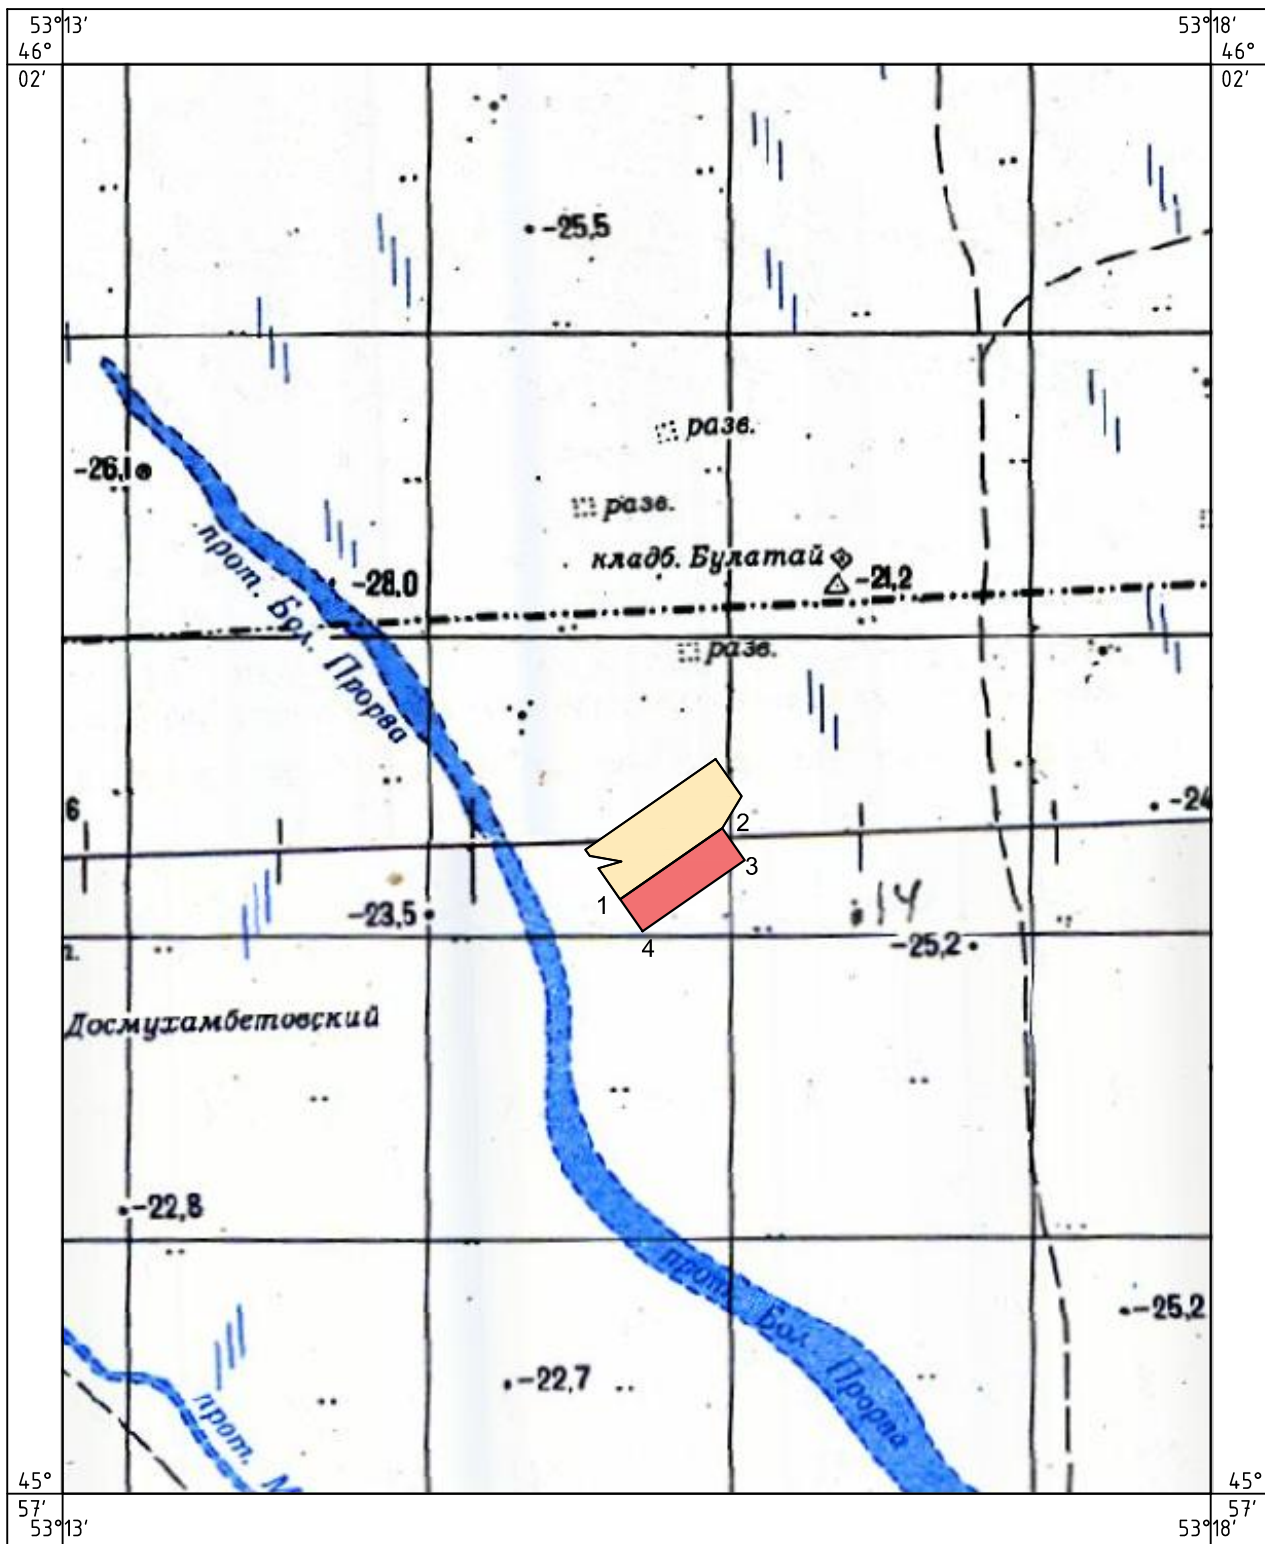 53°13′ 53°18′
46° 46°
02′ 02′
-25,5
разв.
-26,1
разв.
кладб. Булатай
-28.0
-21,2
прот. Бол. Прорва
разв.
6
-24
2
3
1
14
-23,5
4
-25,2
Досмухамбетовский
-22,8
прот. Бол. Прорва
-25,2
-22,7
прот. М
45° 45°
57′ 57′
53°13′ 53°18′